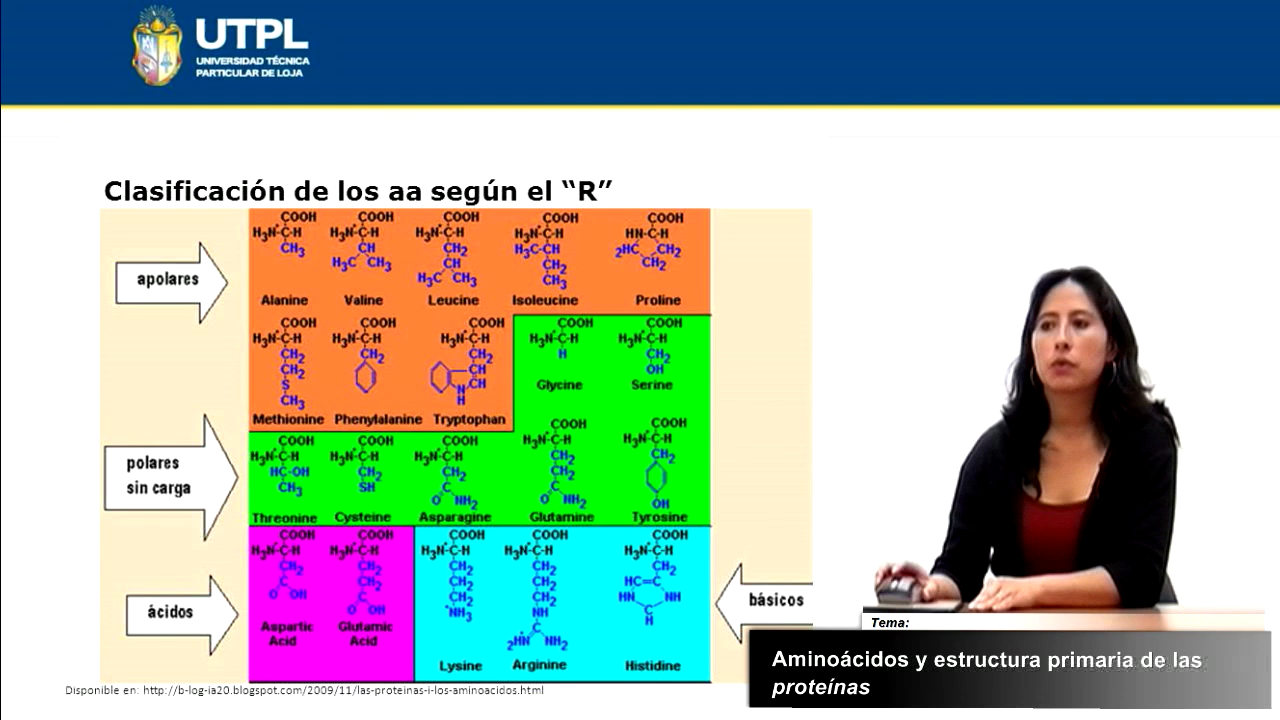 UTPL
UNIVERSIDAD TÉCNICA
PARTICULAR DE LOJA
Clasificación de los aa según el “R”
apolares
COOH COOH COOH COOH COOH
H₃N⁺-C-H H₃N⁺-C-H H₃N⁺-C-H H₃N⁺-C-H HN-C-H
CH₃ CH CH₂ H₃C-CH ₂HC CH₂
H₃C CH₃ CH CH₂ CH₂
H₃C CH₃ CH₃
Alanine Valine Leucine Isoleucine Proline
COOH COOH COOH COOH COOH
H₃N⁺-C-H H₃N⁺-C-H H₃N⁺-C-H H₃N⁺-C-H H₃N⁺-C-H
CH₂ CH₂ CH₂ H CH₂
CH₂ CH OH
S CH
CH₃ N
H
Glycine Serine
Methionine Phenylalanine Tryptophan
polares
sin carga
COOH COOH COOH COOH COOH
H₃N⁺-C-H H₃N⁺-C-H H₃N⁺-C-H H₃N⁺-C-H H₃N⁺-C-H
HC-OH CH₂ CH₂ CH₂ CH₂
CH₃ SH C CH₂
O NH₂ C
O NH₂ OH
Threonine Cysteine Asparagine Glutamine Tyrosine
ácidos
COOH COOH COOH COOH COOH
H₃N⁺-C-H H₃N⁺-C-H H₃N⁺-C-H H₃N⁺-C-H H₃N⁺-C-H
CH₂ CH₂ CH₂ CH₂ CH₂
C CH₂ CH₂ CH₂ HC=C
O OH C CH₂ CH₂ HN NH
O OH CH₂ NH C
⁺NH₃ C H
₂HN NH₂
Aspartic Glutamic
Acid Acid
Lysine Arginine Histidine
básicos
Disponible en: http://b-log-ia20.blogspot.com/2009/11/las-proteinas-i-los-aminoacidos.html
Tema:
Aminoácidos y estructura primaria de las
proteínas